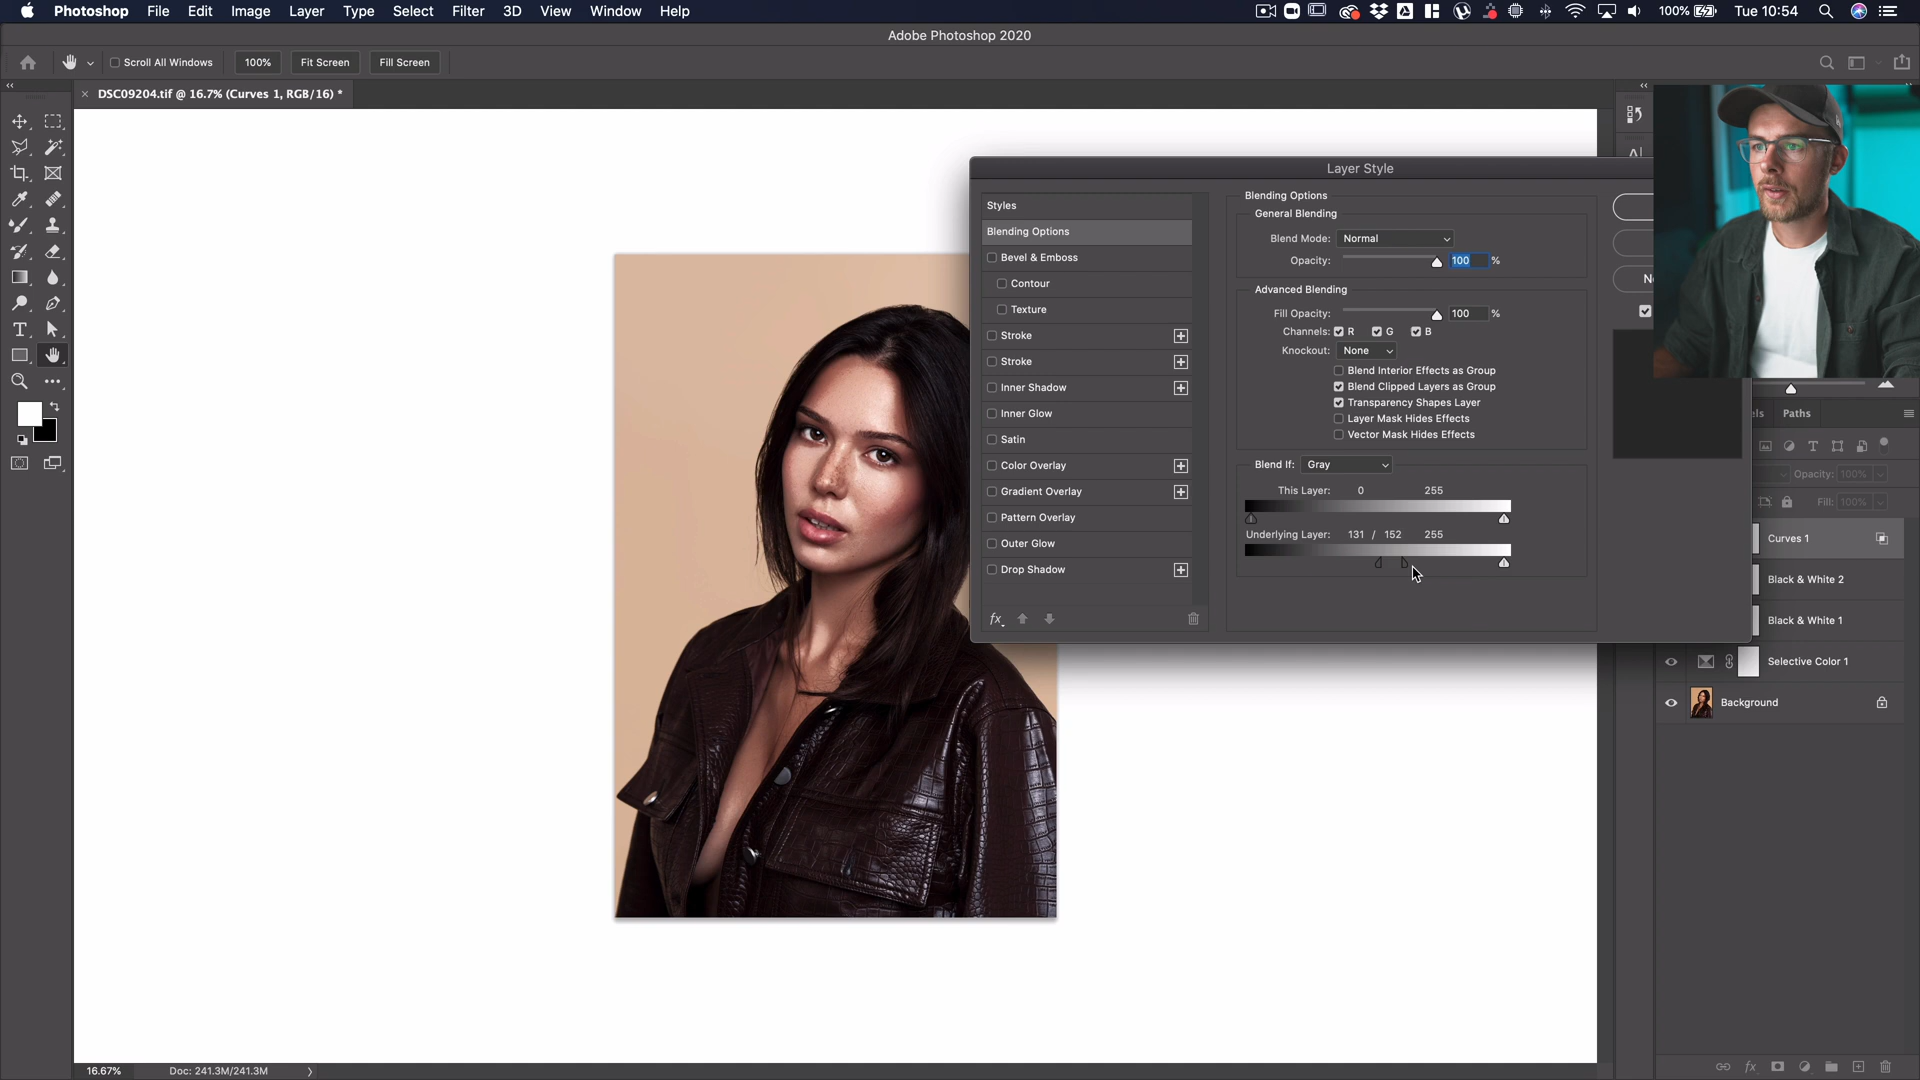 Photoshop File Edit Image Layer Type Select Filter 3D View Window Help 100% Tue 10:54
Adobe Photoshop 2020
Scroll All Windows 100% Fit Screen Fill Screen
DSC09204.tif @ 16.7% (Curves 1, RGB/16) *
Layer Style
Styles
Blending Options
Bevel & Emboss
Contour
Texture
Stroke
Stroke
Inner Shadow
Inner Glow
Satin
Color Overlay
Gradient Overlay
Pattern Overlay
Outer Glow
Drop Shadow
fx
Blending Options
General Blending
Blend Mode: Normal
Opacity: 100 %
Advanced Blending
Fill Opacity: 100 %
Channels: R G B
Knockout: None
Blend Interior Effects as Group
Blend Clipped Layers as Group
Transparency Shapes Layer
Layer Mask Hides Effects
Vector Mask Hides Effects
Blend If: Gray
This Layer: 0 255
Underlying Layer: 131 / 152 255
Paths
Opacity: 100%
Fill: 100%
Curves 1
Black & White 2
Black & White 1
Selective Color 1
Background
fx
16.67% Doc: 241.3M/241.3M